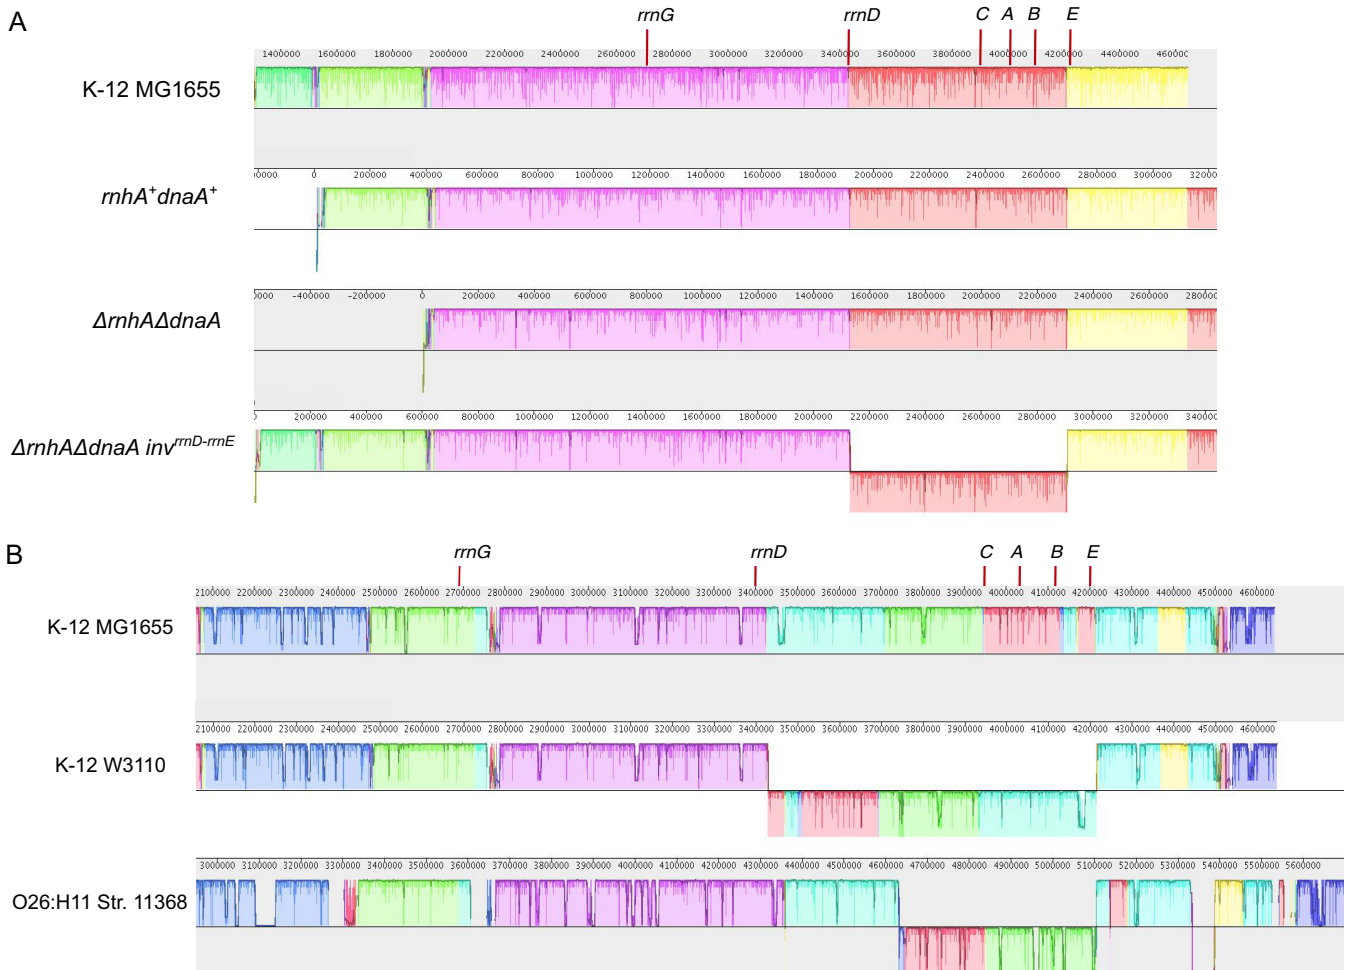 A
rrnG rrnD C A B E
1400000 1600000 1800000 2000000 2200000 2400000 2600000 2800000 3000000 3200000 3400000 3600000 3800000 4000000 4200000 4400000 46000C
K-12 MG1655
00000 0 200000 400000 600000 800000 1000000 1200000 1400000 1600000 1800000 2000000 2200000 2400000 2600000 2800000 3000000 32000
rnhA+dnaA+
0000 -400000 -200000 0 200000 400000 600000 800000 1000000 1200000 1400000 1600000 1800000 2000000 2200000 2400000 2600000 28000
ΔrnhAΔdnaA
200000 400000 600000 800000 1000000 1200000 1400000 1600000 1800000 2000000 2200000 2400000 2600000 2800000 3000000 3200000 34000
ΔrnhAΔdnaA inv^rrnD-rrnE
B
rrnG rrnD C A B E
2100000 2200000 2300000 2400000 2500000 2600000 2700000 2800000 2900000 3000000 3100000 3200000 3300000 3400000 3500000 3600000 3700000 3800000 3900000 4000000 4100000 4200000 4300000 4400000 4500000 4600000
K-12 MG1655
2100000 2200000 2300000 2400000 2500000 2600000 2700000 2800000 2900000 3000000 3100000 3200000 3300000 3400000 3500000 3600000 3700000 3800000 3900000 4000000 4100000 4200000 4300000 4400000 4500000 4600000
K-12 W3110
3000000 3100000 3200000 3300000 3400000 3500000 3600000 3700000 3800000 3900000 4000000 4100000 4200000 4300000 4400000 4500000 4600000 4700000 4800000 4900000 5000000 5100000 5200000 5300000 5400000 5500000 5600000
O26:H11 Str. 11368